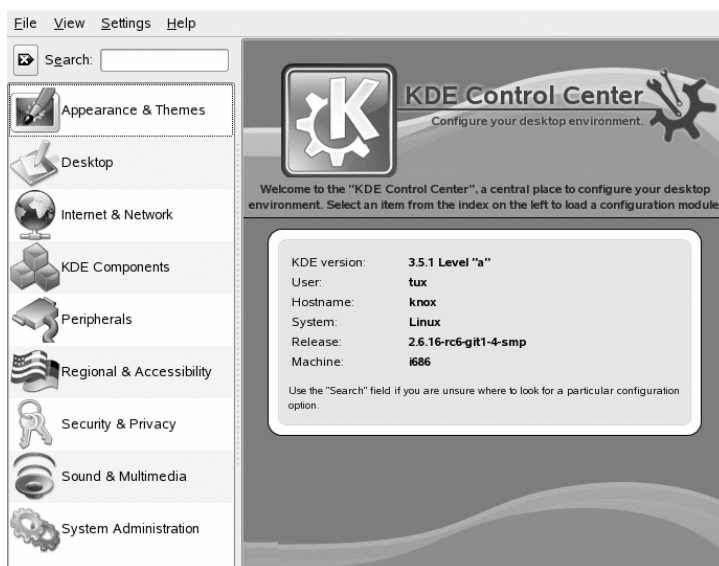 File View Settings Help
Search:
Appearance & Themes
Desktop
Internet & Network
KDE Components
Peripherals
Regional & Accessibility
Security & Privacy
Sound & Multimedia
System Administration
K
KDE Control Center
Configure your desktop environment.
Welcome to the "KDE Control Center", a central place to configure your desktop
environment. Select an item from the index on the left to load a configuration module
KDE version: 3.5.1 Level "a"
User: tux
Hostname: knox
System: Linux
Release: 2.6.16-rc6-git1-4-smp
Machine: i686
Use the "Search" field if you are unsure where to look for a particular configuration
option.